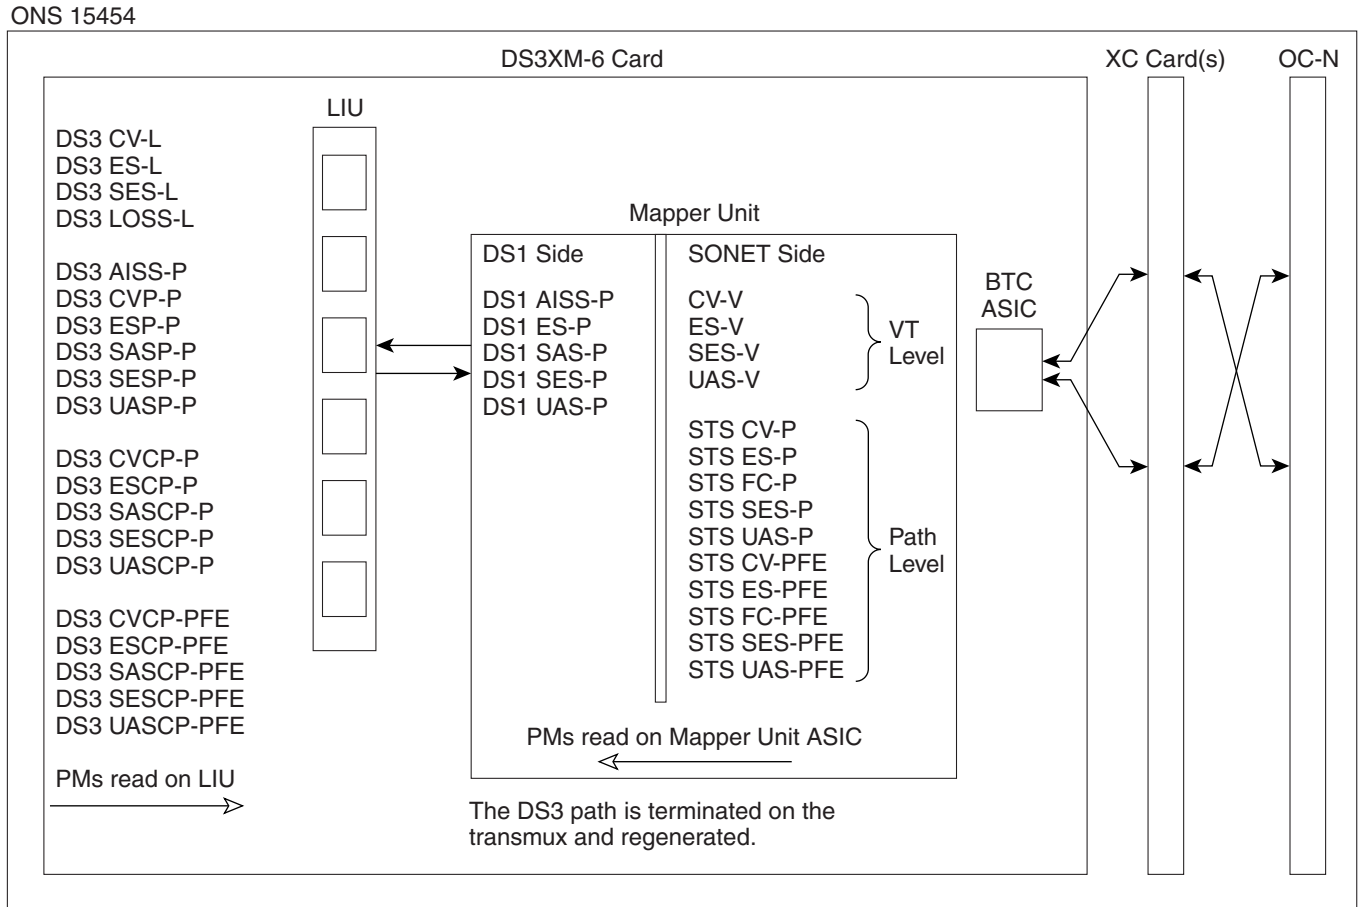 ONS 15454
DS3XM-6 Card
XC Card(s)
OC-N
LIU
DS3 CV-L
DS3 ES-L
DS3 SES-L
DS3 LOSS-L
DS3 AISS-P
DS3 CVP-P
DS3 ESP-P
DS3 SASP-P
DS3 SESP-P
DS3 UASP-P
DS3 CVCP-P
DS3 ESCP-P
DS3 SASCP-P
DS3 SESCP-P
DS3 UASCP-P
DS3 CVCP-PFE
DS3 ESCP-PFE
DS3 SASCP-PFE
DS3 SESCP-PFE
DS3 UASCP-PFE
PMs read on LIU
Mapper Unit
DS1 Side
DS1 AISS-P
DS1 ES-P
DS1 SAS-P
DS1 SES-P
DS1 UAS-P
SONET Side
CV-V
ES-V
SES-V
UAS-V
VT
Level
STS CV-P
STS ES-P
STS FC-P
STS SES-P
STS UAS-P
STS CV-PFE
STS ES-PFE
STS FC-PFE
STS SES-PFE
STS UAS-PFE
Path
Level
PMs read on Mapper Unit ASIC
The DS3 path is terminated on the
transmux and regenerated.
BTC
ASIC